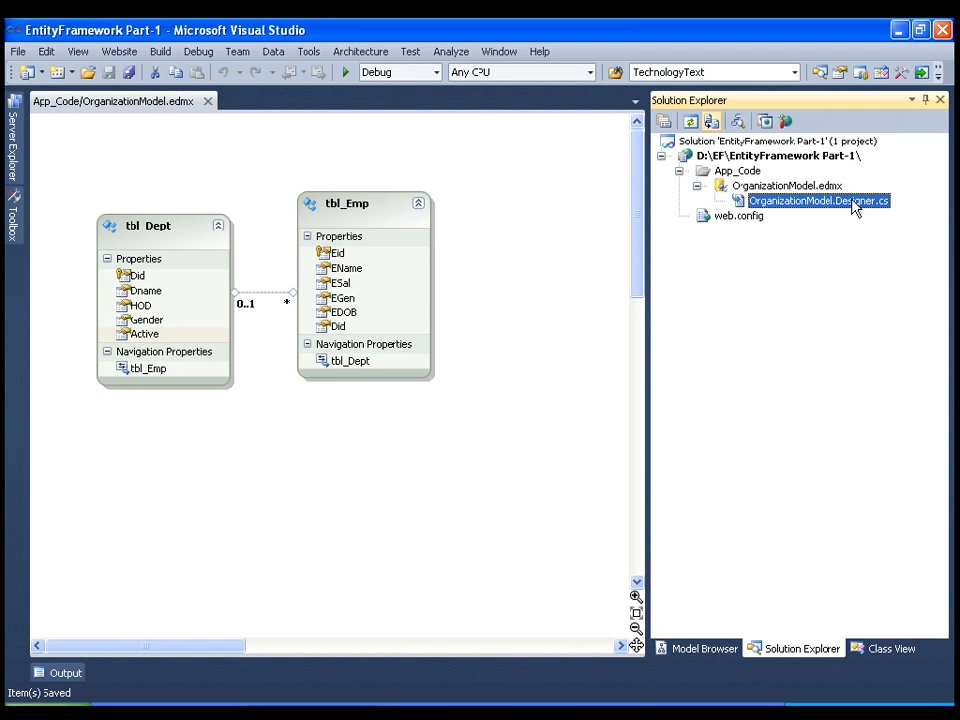 EntityFramework Part-1 - Microsoft Visual Studio
File Edit View Website Build Debug Team Data Tools Architecture Test Analyze Window Help
Debug Any CPU TechnologyText
App_Code/OrganizationModel.edmx
Solution Explorer
Server Explorer
Toolbox
Solution 'EntityFramework Part-1' (1 project)
D:\EF\EntityFramework Part-1\
App_Code
OrganizationModel.edmx
OrganizationModel.Designer.cs
web.config
tbl_Dept
Properties
Did
Dname
HOD
Gender
Active
Navigation Properties
tbl_Emp
0..1 *
tbl_Emp
Properties
Eid
EName
ESal
EGen
EDOB
Did
Navigation Properties
tbl_Dept
Model Browser Solution Explorer Class View
Output
Item(s) Saved